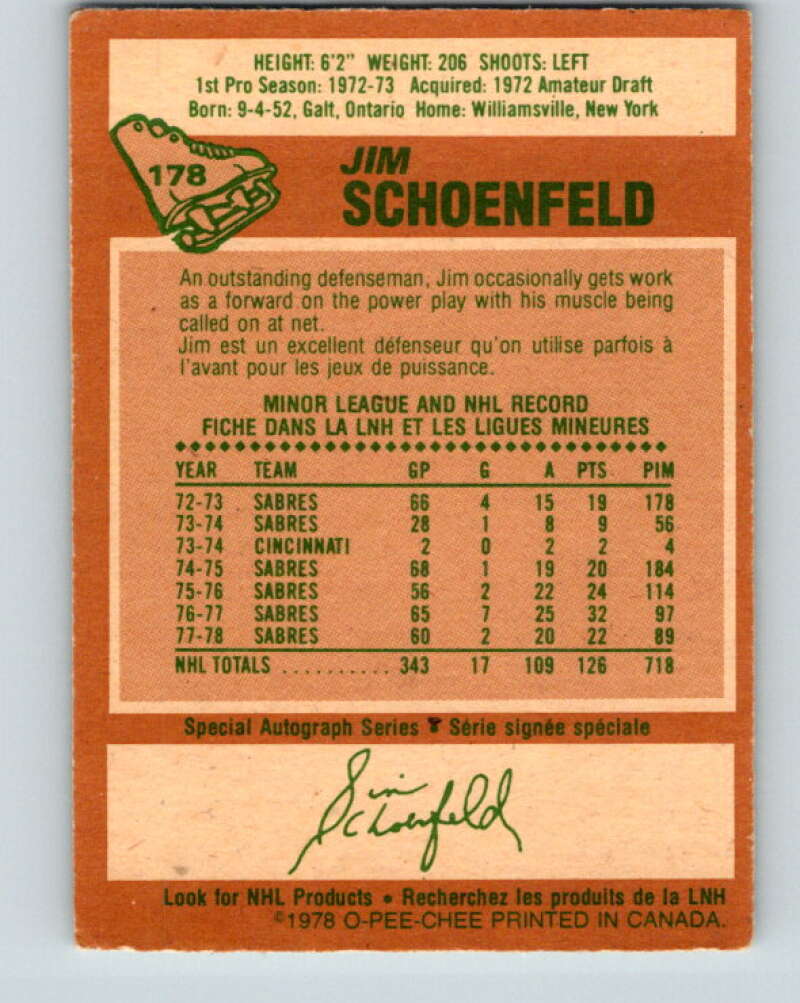 HEIGHT: 6'2" WEIGHT: 206 SHOOTS: LEFT
1st Pro Season: 1972-73 Acquired: 1972 Amateur Draft
Born: 9-4-52, Galt, Ontario Home: Williamsville, New York
178
JIM
SCHOENFELD
An outstanding defenseman, Jim occasionally gets work
as a forward on the power play with his muscle being
called on at net.
Jim est un excellent défenseur qu'on utilise parfois à
l'avant pour les jeux de puissance.
MINOR LEAGUE AND NHL RECORD
FICHE DANS LA LNH ET LES LIGUES MINEURES
YEAR TEAM GP G A PTS PIM
72-73 SABRES 66 4 15 19 178
73-74 SABRES 28 1 8 9 56
73-74 CINCINNATI 2 0 2 2 4
74-75 SABRES 68 1 19 20 184
75-76 SABRES 56 2 22 24 114
76-77 SABRES 65 7 25 32 97
77-78 SABRES 60 2 20 22 89
NHL TOTALS .......... 343 17 109 126 718
Special Autograph Series Série signée spéciale
Jim
Schoenfeld
Look for NHL Products • Recherchez les produits de la LNH
©1978 O-PEE-CHEE PRINTED IN CANADA.